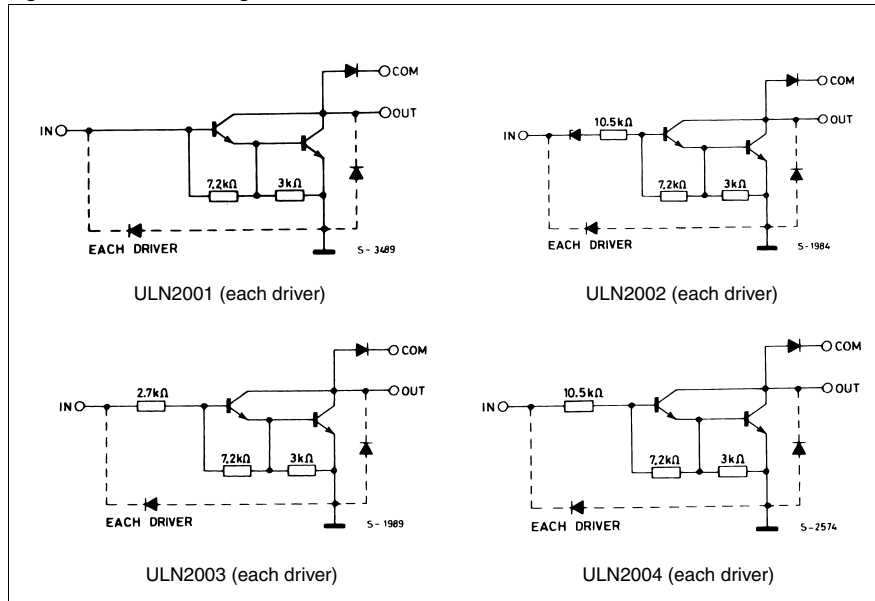 COM
OUT
IN
7.2kΩ 3kΩ
EACH DRIVER
S-3489
ULN2001 (each driver)
COM
OUT
10.5kΩ
IN
7.2kΩ 3kΩ
EACH DRIVER
S-1984
ULN2002 (each driver)
COM
OUT
2.7kΩ
IN
7.2kΩ 3kΩ
EACH DRIVER
S-1989
ULN2003 (each driver)
COM
OUT
10.5kΩ
IN
7.2kΩ 3kΩ
EACH DRIVER
S-2574
ULN2004 (each driver)